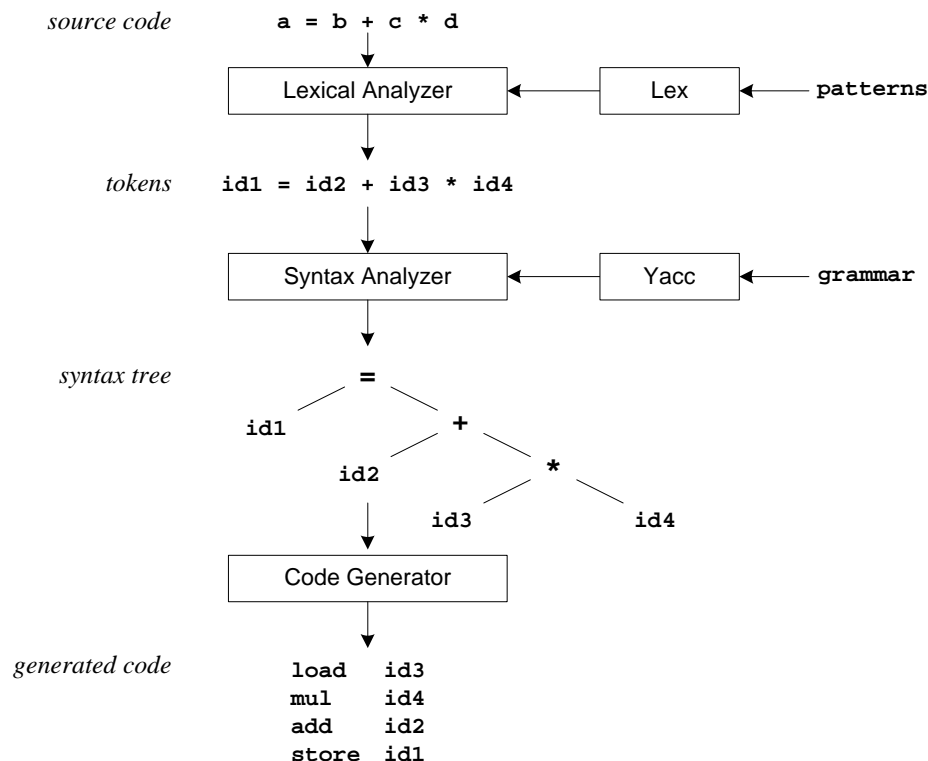 source code a = b + c * d
Lexical Analyzer Lex patterns
tokens id1 = id2 + id3 * id4
Syntax Analyzer Yacc grammar
syntax tree =
id1 +
id2 *
id3 id4
Code Generator
generated code load id3
mul id4
add id2
store id1